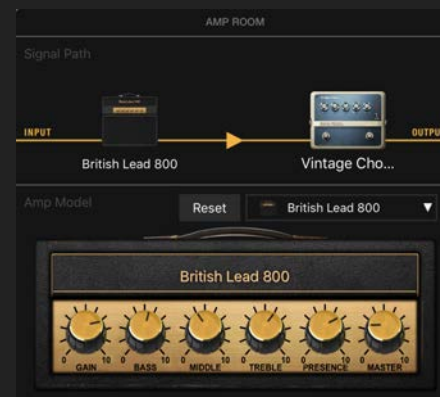 AMP ROOM
Signal Path
INPUT
OUTPU
British Lead 800
Vintage Cho...
Amp Model
Reset
British Lead 800
British Lead 800
0 10 0 10 0 10 0 10 0 10 0 10
GAIN BASS MIDDLE TREBLE PRESENCE MASTER